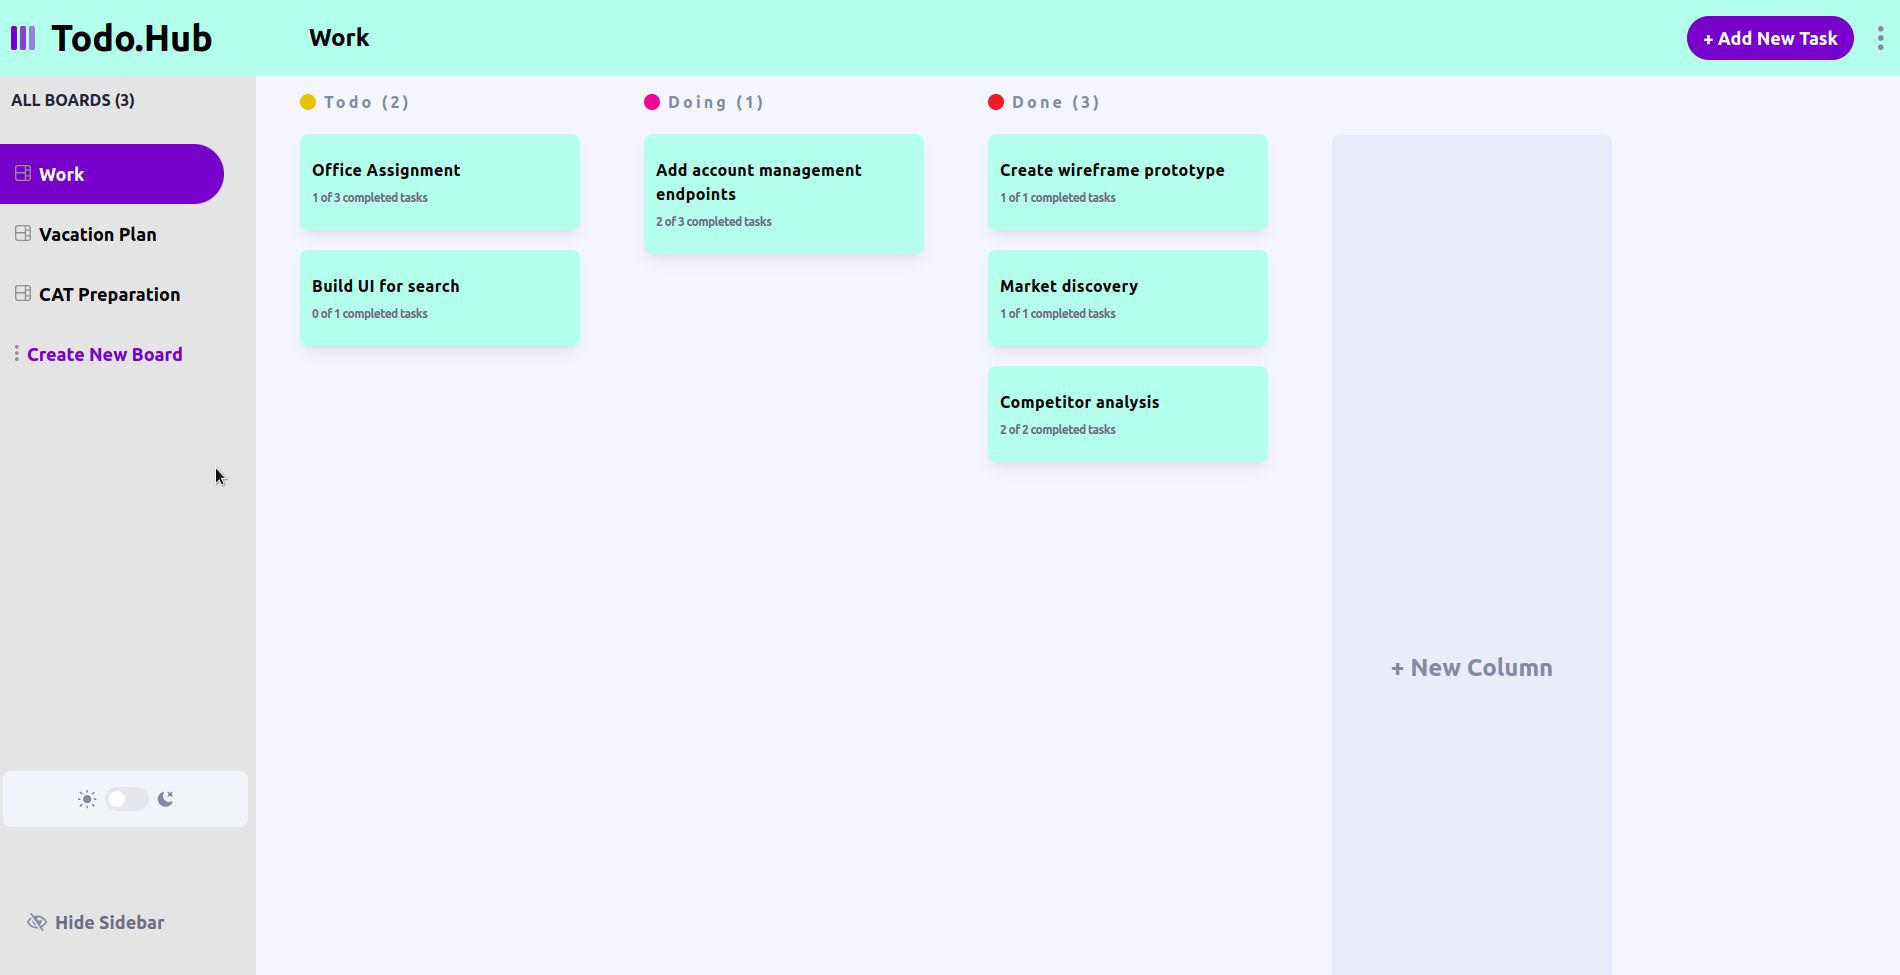 Todo.Hub
Work
+ Add New Task
ALL BOARDS (3)
Work
Vacation Plan
CAT Preparation
Create New Board
Hide Sidebar
Todo (2)
Office Assignment
1 of 3 completed tasks
Build UI for search
0 of 1 completed tasks
Doing (1)
Add account management
endpoints
2 of 3 completed tasks
Done (3)
Create wireframe prototype
1 of 1 completed tasks
Market discovery
1 of 1 completed tasks
Competitor analysis
2 of 2 completed tasks
+ New Column